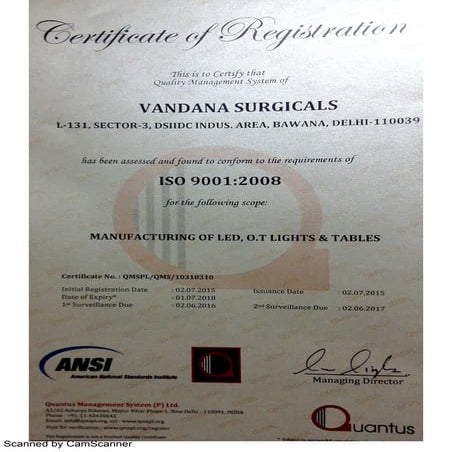 Certificate of Registration
This is to Certify that
Quality Management System of
VANDANA SURGICALS
L-131, SECTOR-3, DSIIDC INDUS. AREA, BAWANA, DELHI-110039
has been assessed and found to conform to the requirements of
ISO 9001:2008
for the following scope:
MANUFACTURING OF LED, O.T LIGHTS & TABLES
Certificate No.: QMSPL/QMS/10310310
Initial Registration Date : 02.07.2015 Issuance Date : 02.07.2015
Date of Expiry* : 01.07.2018
1st Surveillance Due : 02.06.2016 2nd Surveillance Due : 02.06.2017
ANSI
American National Standards Institute
Managing Director
Quantus Management System (P) Ltd.
Quantus
Scanned by CamScanner